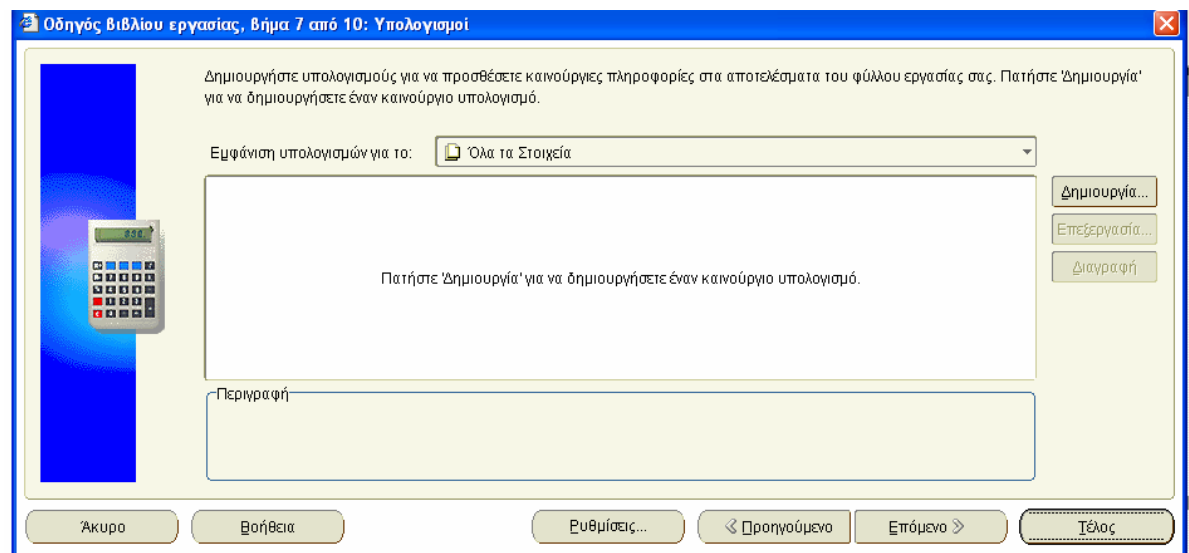 Οδηγός βιβλίου εργασίας, βήμα 7 από 10: Υπολογισμοί
Δημιουργήστε υπολογισμούς για να προσθέσετε καινούργιες πληροφορίες στα αποτελέσματα του φύλλου εργασίας σας. Πατήστε 'Δημιουργία'
για να δημιουργήσετε έναν καινούργιο υπολογισμό.
Εμφάνιση υπολογισμών για το:
Όλα τα Στοιχεία
Δημιουργία...
Επεξεργασία...
Διαγραφή
Πατήστε 'Δημιουργία' για να δημιουργήσετε έναν καινούργιο υπολογισμό.
Περιγραφή
Άκυρο
Βοήθεια
Ρυθμίσεις...
Προηγούμενο
Επόμενο
Τέλος